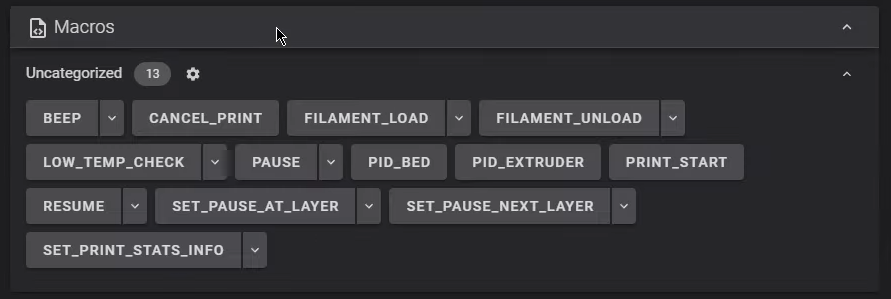 Macros
Uncategorized 13
BEEP CANCEL_PRINT FILAMENT_LOAD FILAMENT_UNLOAD
LOW_TEMP_CHECK PAUSE PID_BED PID_EXTRUDER PRINT_START
RESUME SET_PAUSE_AT_LAYER SET_PAUSE_NEXT_LAYER
SET_PRINT_STATS_INFO